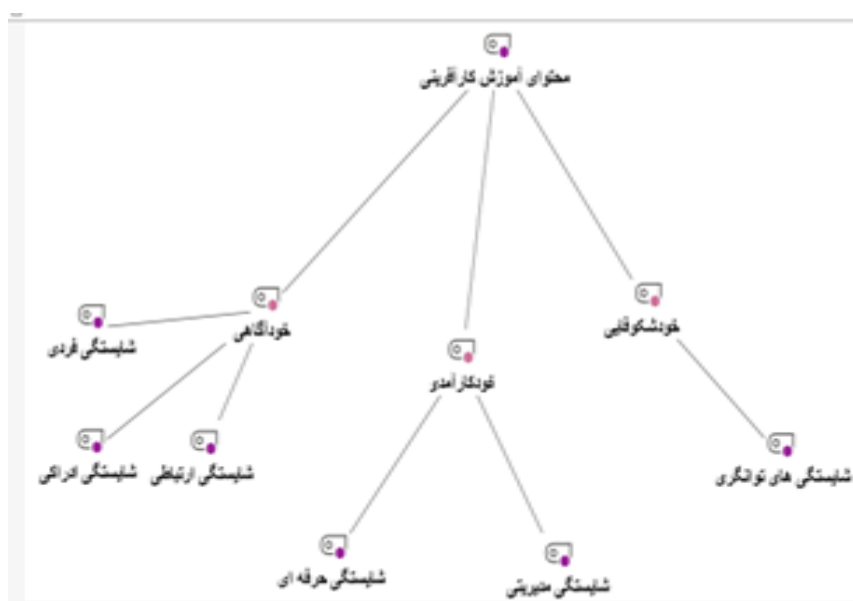 محتوای آموزش کارآفرینی
خودشکوفایی
خودآگاهی
شایستگی فردی
خودکارآمدی
شایستگی های توانگری
شایستگی ارتباطی
شایستگی ادراکی
شایستگی مدیریتی
شایستگی حرفه ای